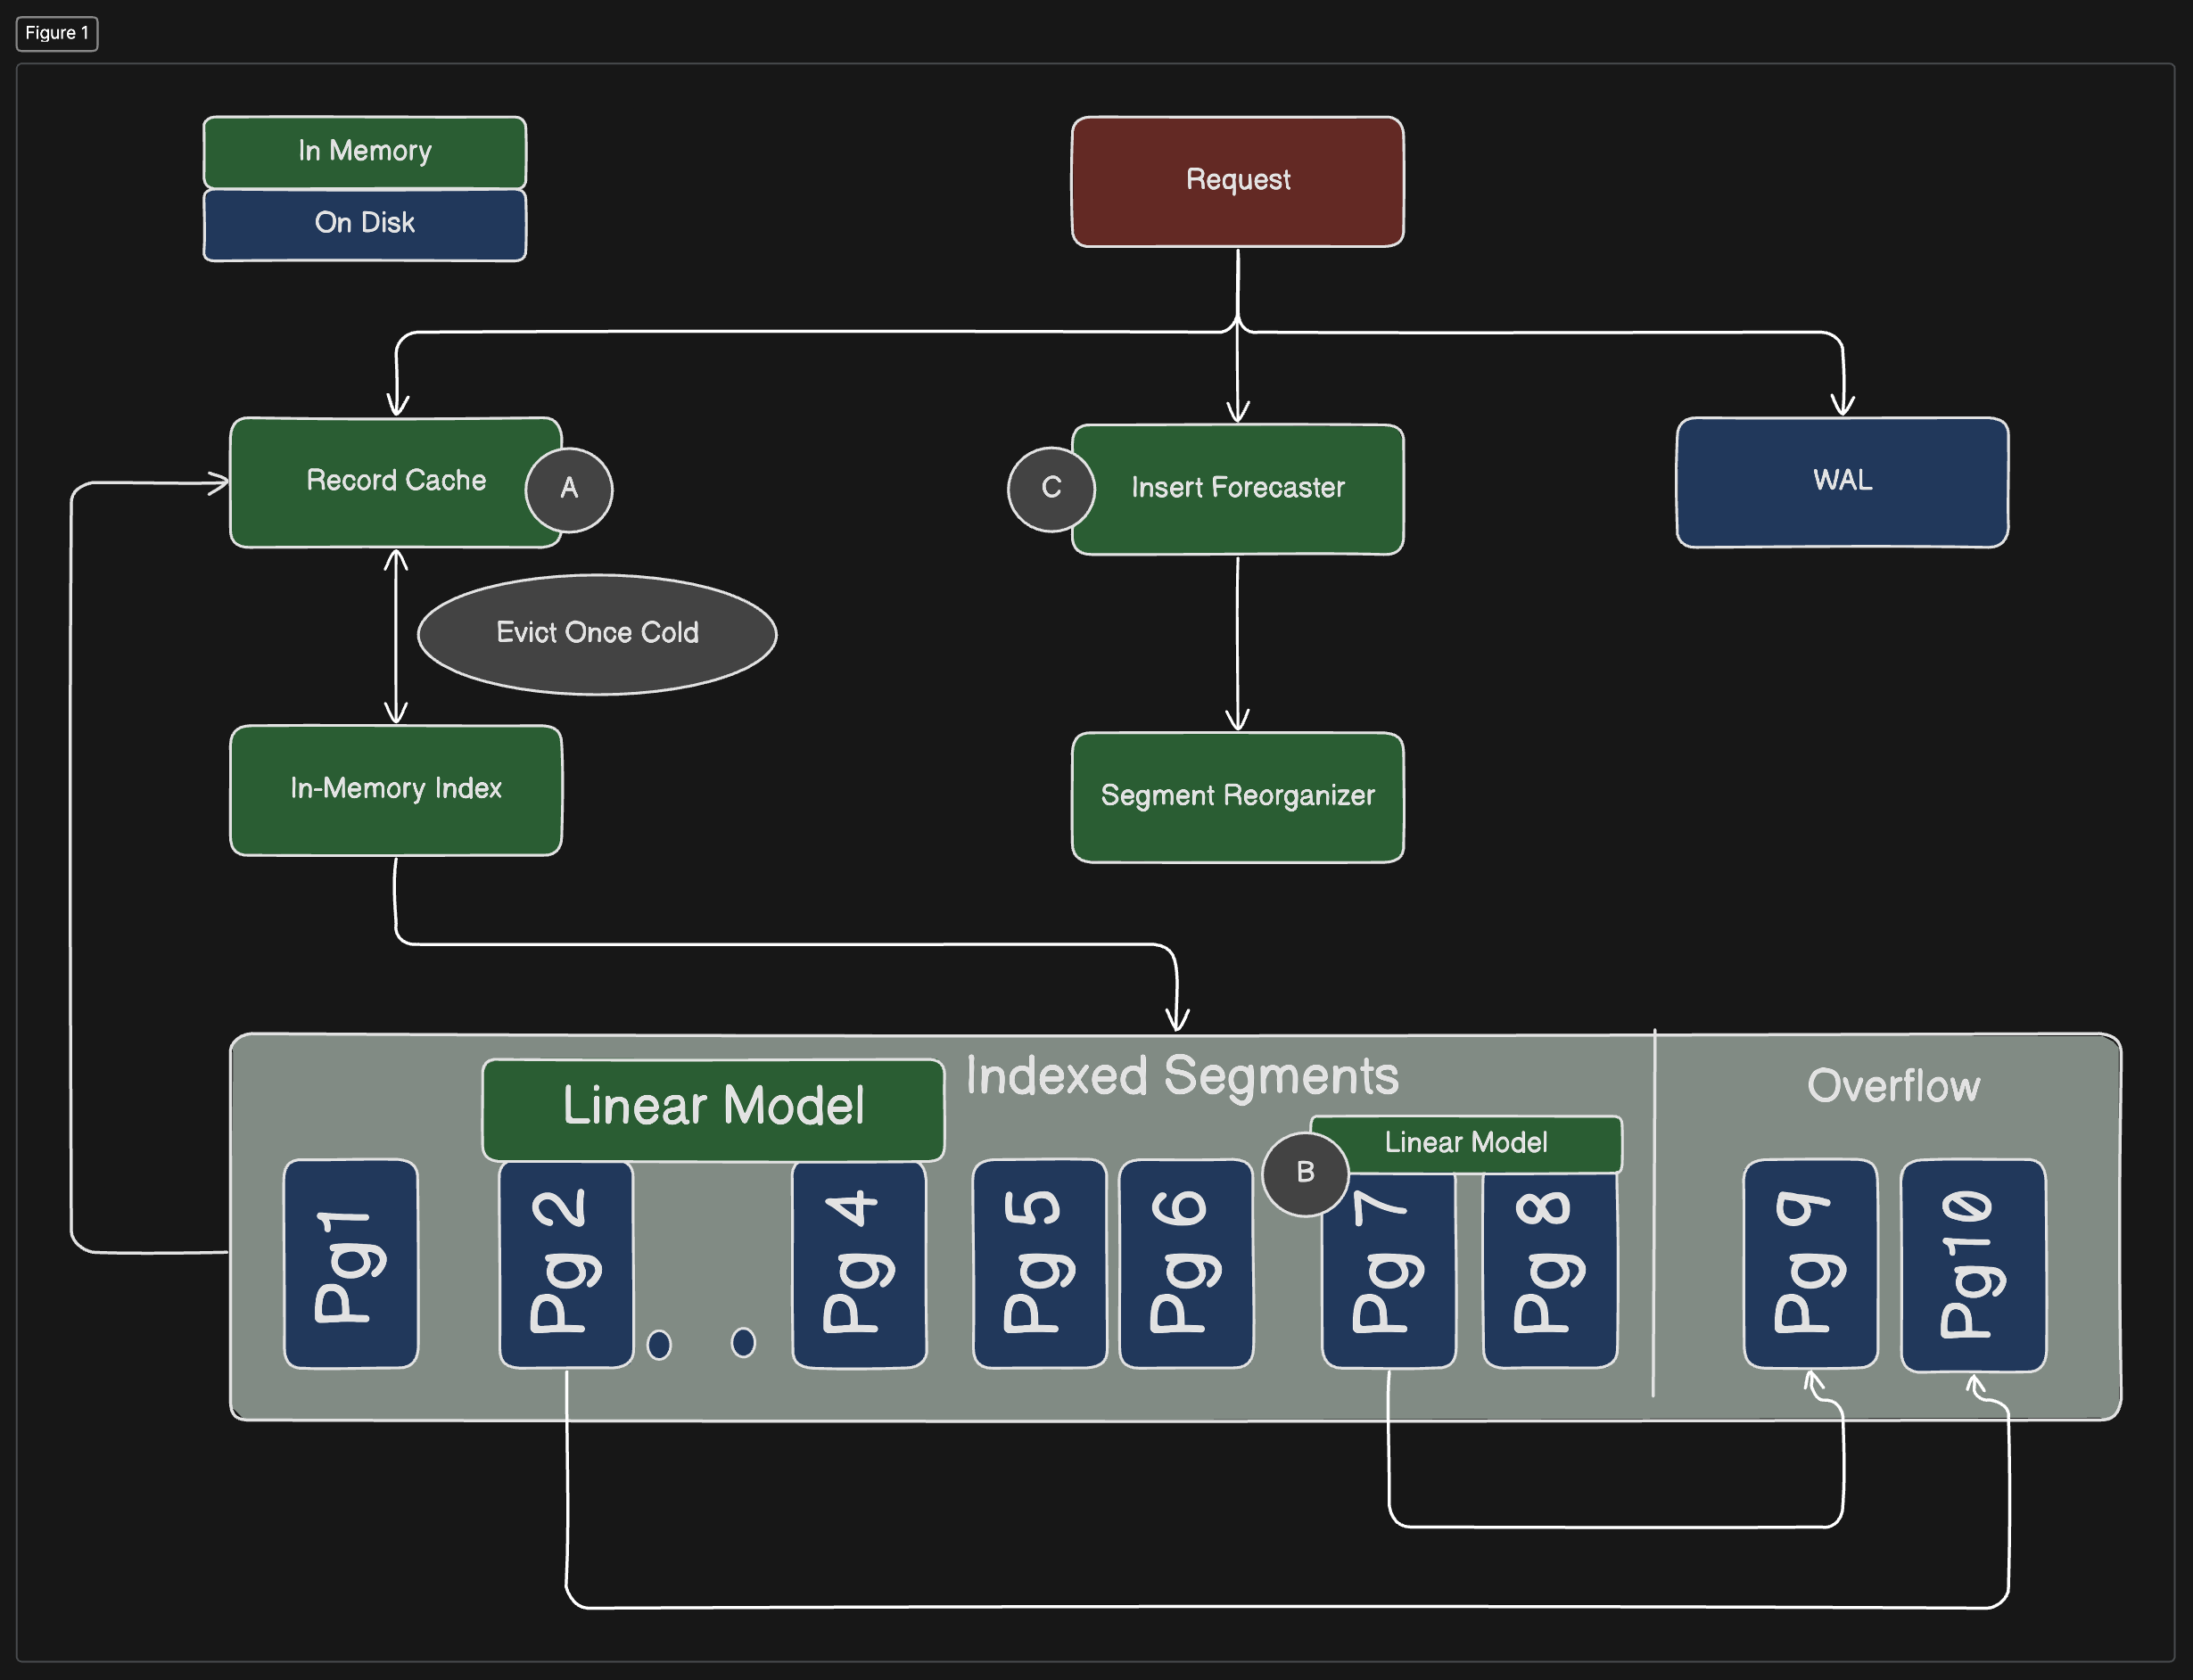 Figure 1
In Memory
On Disk
Request
Record Cache
A
C
Insert Forecaster
WAL
Evict Once Cold
In-Memory Index
Segment Reorganizer
Indexed Segments
Overflow
Linear Model
Linear Model
B
Pg1
Pg 2
Pg 4
Pg 5
Pg 6
Pg 7
Pg 8
Pg 9
Pg10